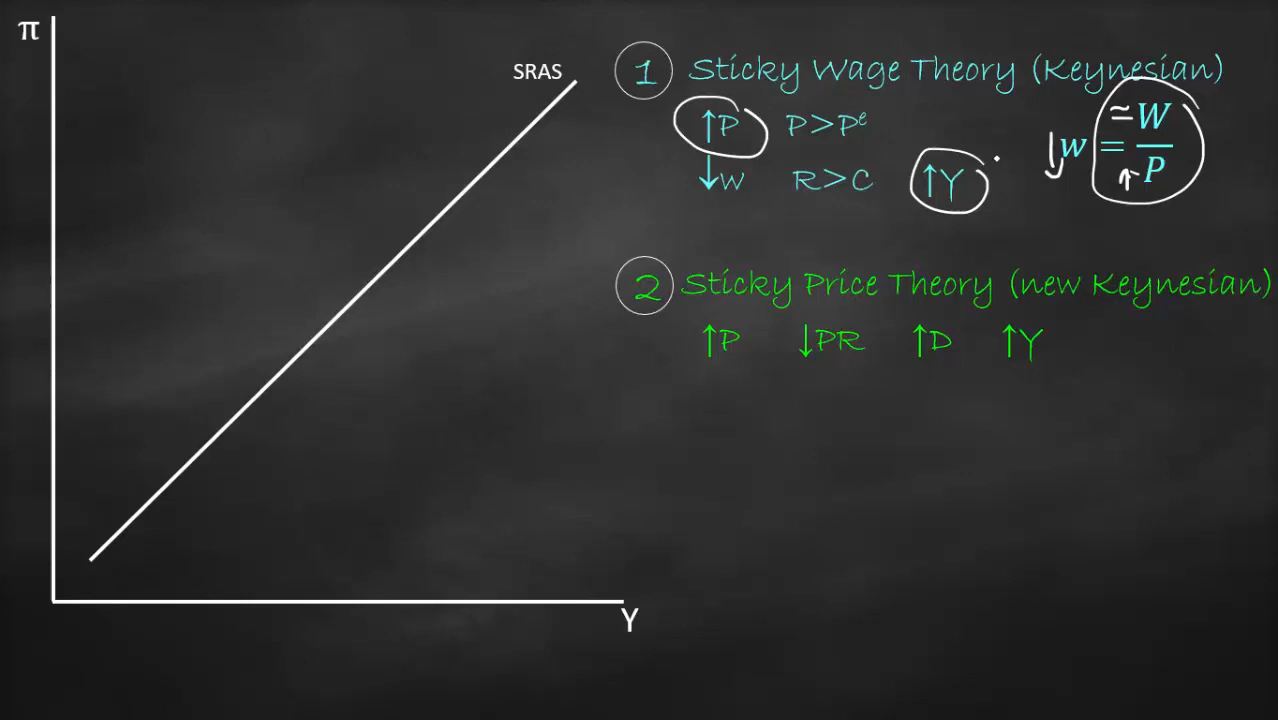 π
SRAS
Y
1 Sticky Wage Theory (Keynesian)
↑P P>Pᵉ
↓W R>C ↑Y
↓w = ≃W/↑P
2 Sticky Price Theory (new Keynesian)
↑P ↓PR ↑D ↑Y